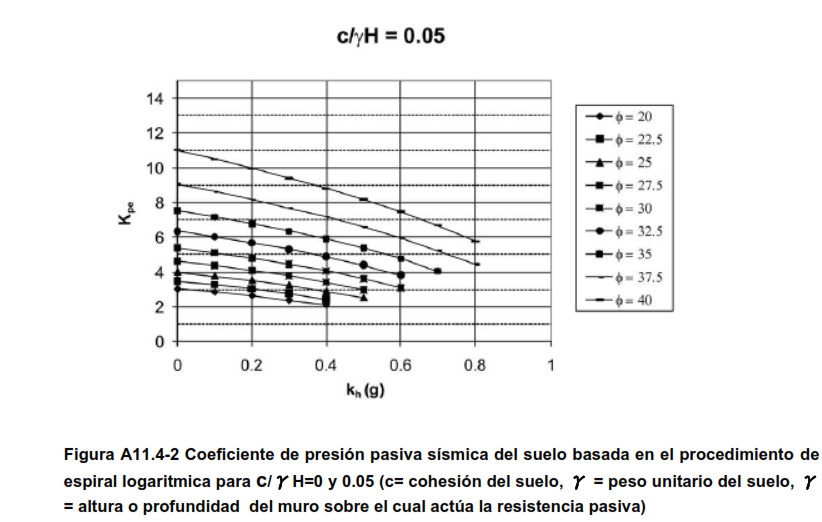 c/γH = 0.05
14
12
10
8
6
4
2
0
Kpe
0 0.2 0.4 0.6 0.8 1
kh (g)
ϕ = 20
ϕ = 22.5
ϕ = 25
ϕ = 27.5
ϕ = 30
ϕ = 32.5
ϕ = 35
ϕ = 37.5
ϕ = 40
Figura A11.4-2 Coeficiente de presión pasiva sísmica del suelo basada en el procedimiento de
espiral logaritmica para c/ γ H=0 y 0.05 (c= cohesión del suelo, γ = peso unitario del suelo, γ
= altura o profundidad del muro sobre el cual actúa la resistencia pasiva)